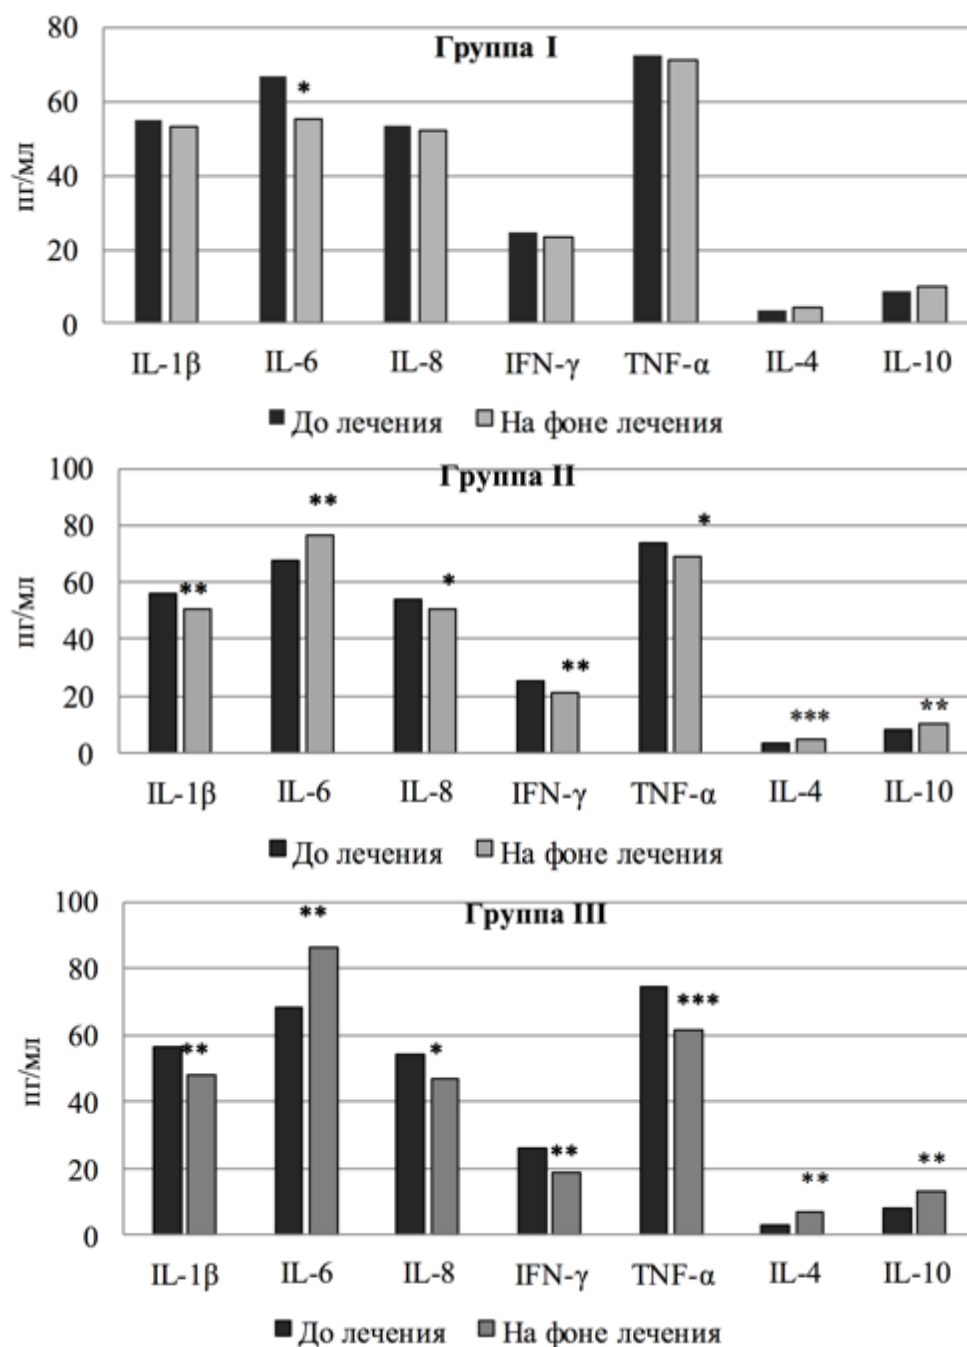 Группа I
80
60
40
20
0
пг/мл
*
IL-1β IL-6 IL-8 IFN-γ TNF-α IL-4 IL-10
До лечения На фоне лечения
Группа II
100
80
60
40
20
0
пг/мл
** ** * ** * *** **
IL-1β IL-6 IL-8 IFN-γ TNF-α IL-4 IL-10
До лечения На фоне лечения
Группа III
100
80
60
40
20
0
пг/мл
** ** * ** *** ** **
IL-1β IL-6 IL-8 IFN-γ TNF-α IL-4 IL-10
До лечения На фоне лечения